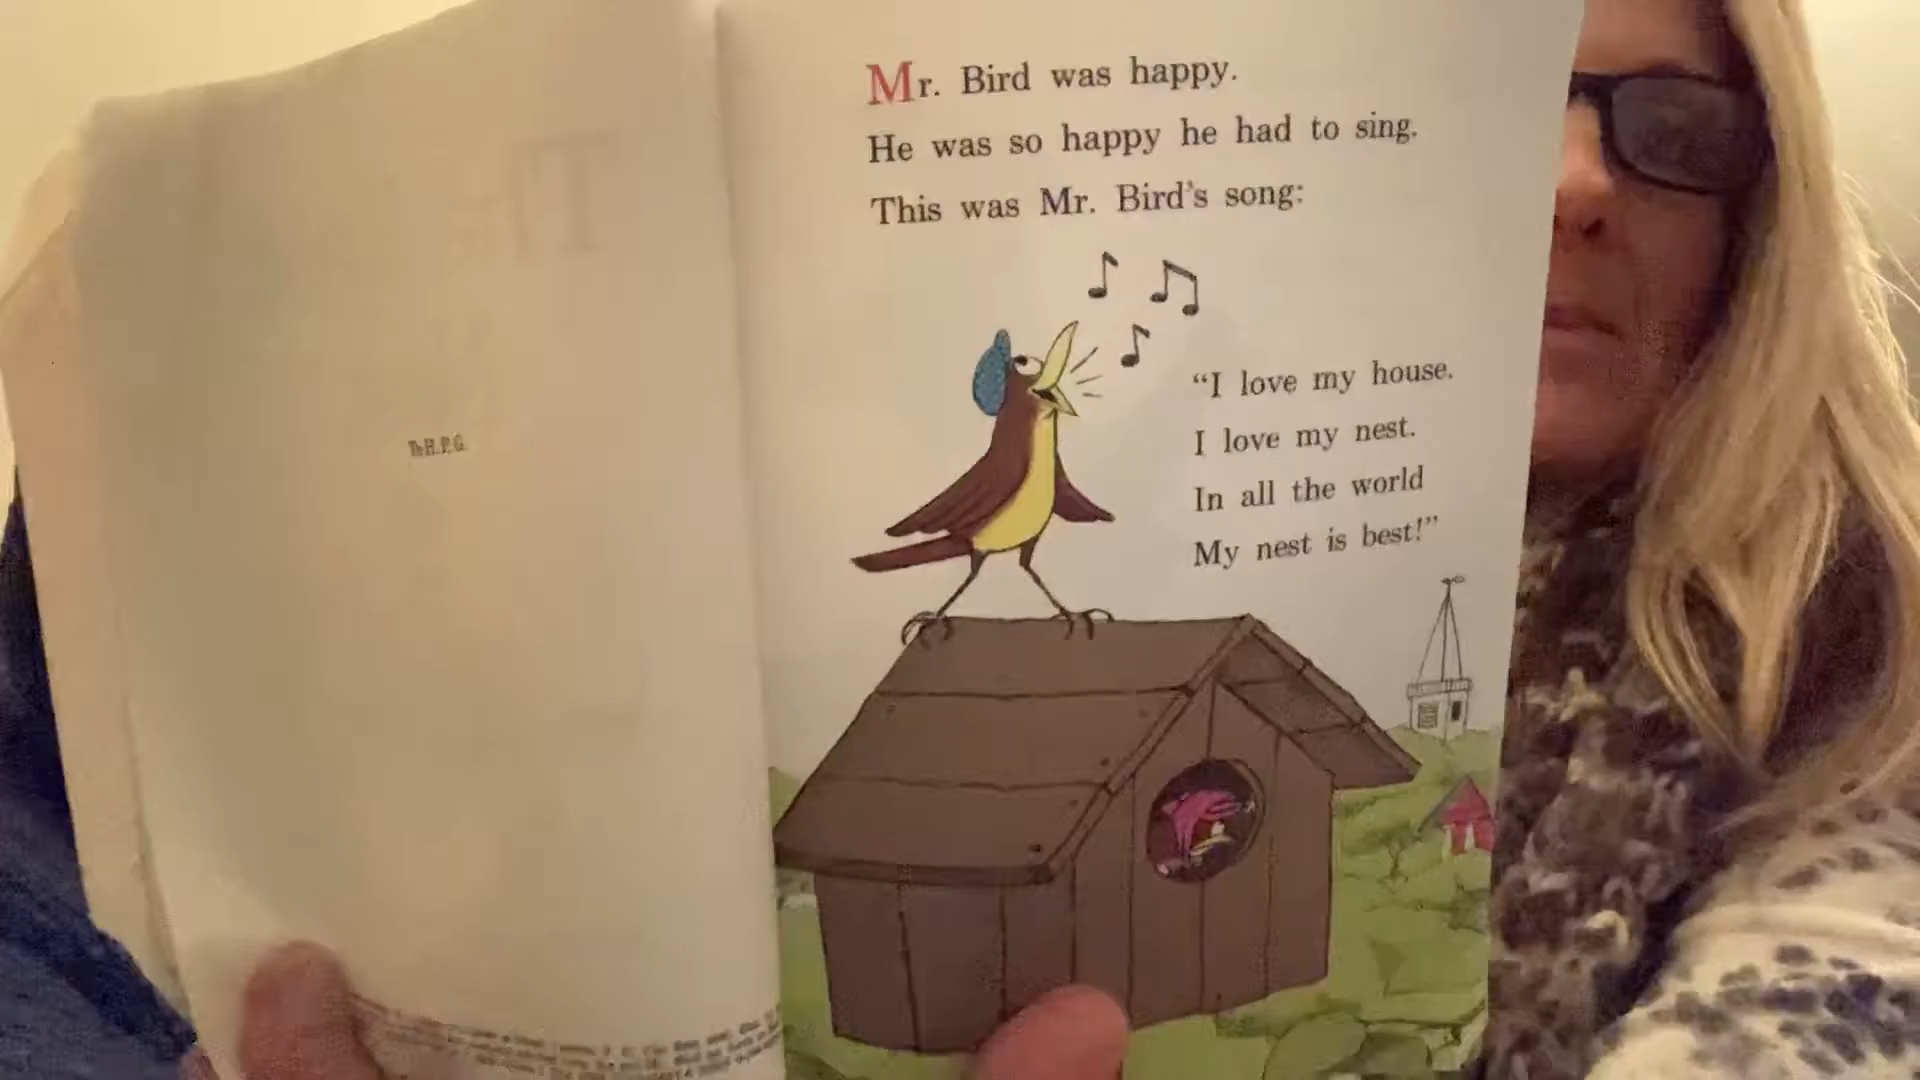 To H. P. G.
Mr. Bird was happy.
He was so happy he had to sing.
This was Mr. Bird's song:
"I love my house.
I love my nest.
In all the world
My nest is best!"